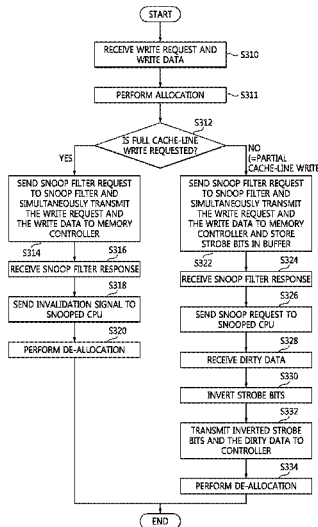 START
RECEIVE WRITE REQUEST AND
WRITE DATA
S310
PERFORM ALLOCATION
S311
S312
IS FULL CACHE-LINE
WRITE REQUESTED?
YES
NO
(=PARTIAL
CACHE-LINE WRITE
SEND SNOOP FILTER REQUEST
TO SNOOP FILTER AND
SIMULTANEOUSLY TRANSMIT
THE WRITE REQUEST AND
THE WRITE DATA TO MEMORY
CONTROLLER
S314
S316
RECEIVE SNOOP FILTER RESPONSE
S318
SEND INVALIDATION SIGNAL TO
SNOOPED CPU
S320
PERFORM DE-ALLOCATION
SEND SNOOP FILTER REQUEST
TO SNOOP FILTER AND
SIMULTANEOUSLY TRANSMIT
THE WRITE REQUEST AND
THE WRITE DATA TO MEMORY
CONTROLLER AND STORE
STROBE BITS IN BUFFER
S322
S324
RECEIVE SNOOP FILTER RESPONSE
S326
SEND SNOOP REQUEST TO
SNOOPED CPU
S328
RECEIVE DIRTY DATA
S330
INVERT STROBE BITS
S332
TRANSMIT INVERTED STROBE
BITS AND THE DIRTY DATA TO
CONTROLLER
S334
PERFORM DE-ALLOCATION
END